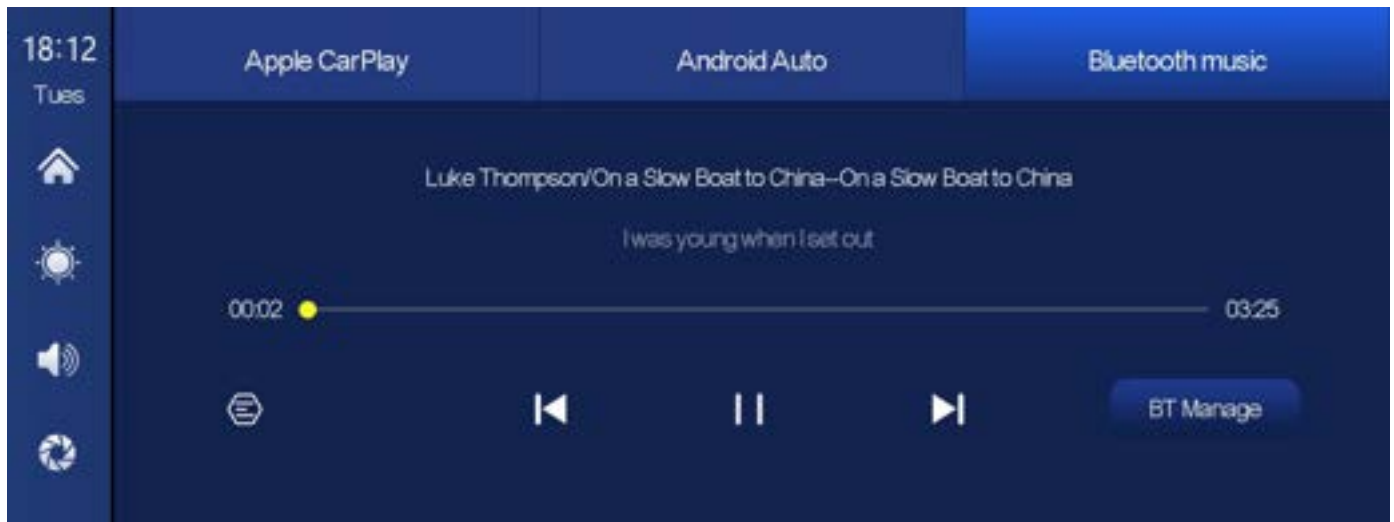 18:12
Tues
Apple CarPlay
Android Auto
Bluetooth music
Luke Thompson/On a Slow Boat to China--On a Slow Boat to China
I was young when I set out
00:02
03:25
BT Manage